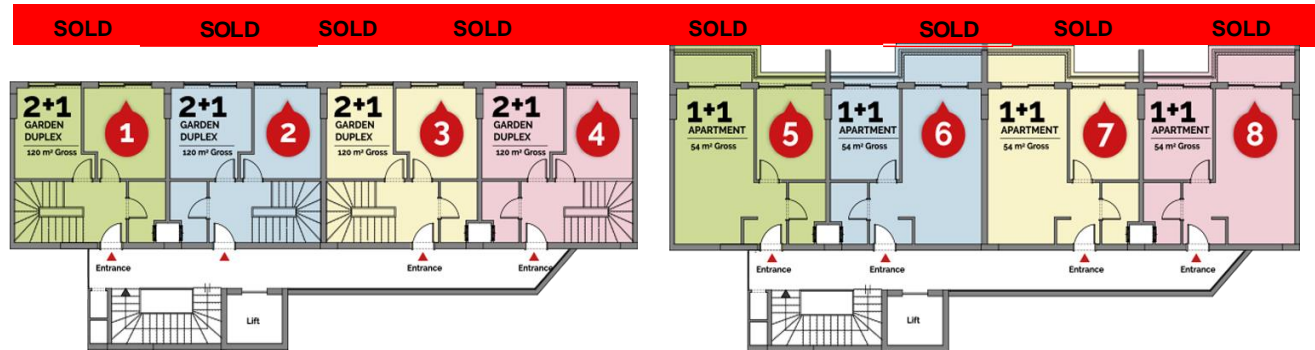 SOLD SOLD SOLD SOLD SOLD SOLD SOLD SOLD
2+1
GARDEN
DUPLEX
120 m² Gross
1
2+1
GARDEN
DUPLEX
120 m² Gross
2
2+1
GARDEN
DUPLEX
120 m² Gross
3
2+1
GARDEN
DUPLEX
120 m² Gross
4
1+1
APARTMENT
54 m² Gross
5
1+1
APARTMENT
54 m² Gross
6
1+1
APARTMENT
54 m² Gross
7
1+1
APARTMENT
54 m² Gross
8
Entrance Entrance Entrance
Lift
Entrance Entrance Entrance Entrance
Lift